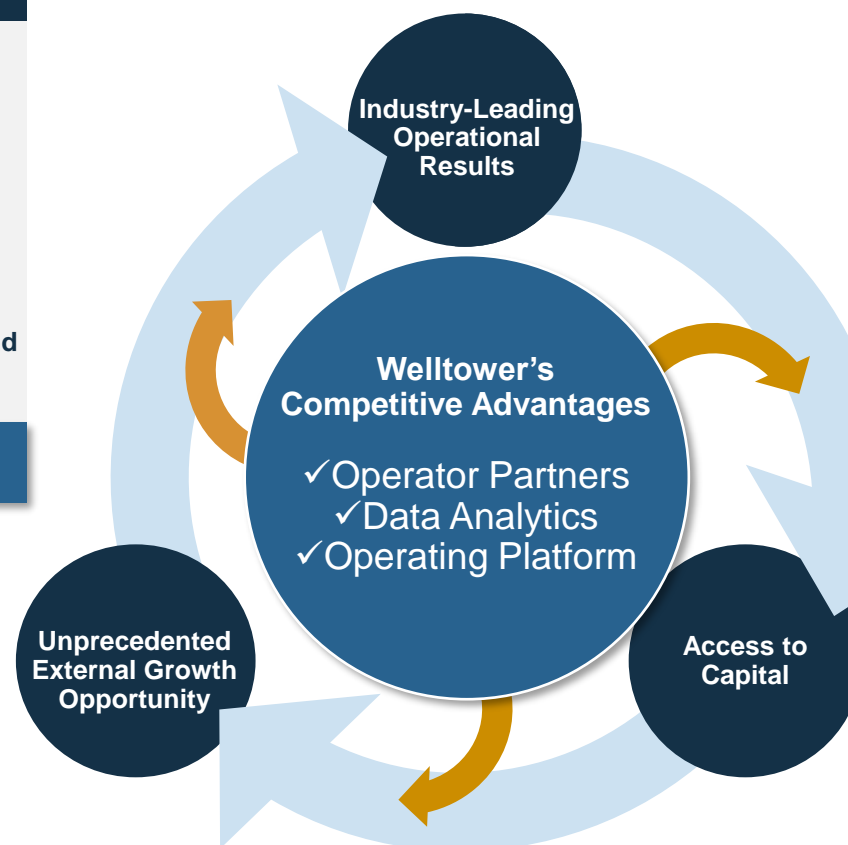 Industry-Leading
Operational
Results
d
Welltower’s
Competitive Advantages
✓Operator Partners
✓Data Analytics
✓Operating Platform
Unprecedented
External Growth
Opportunity
Access to
Capital